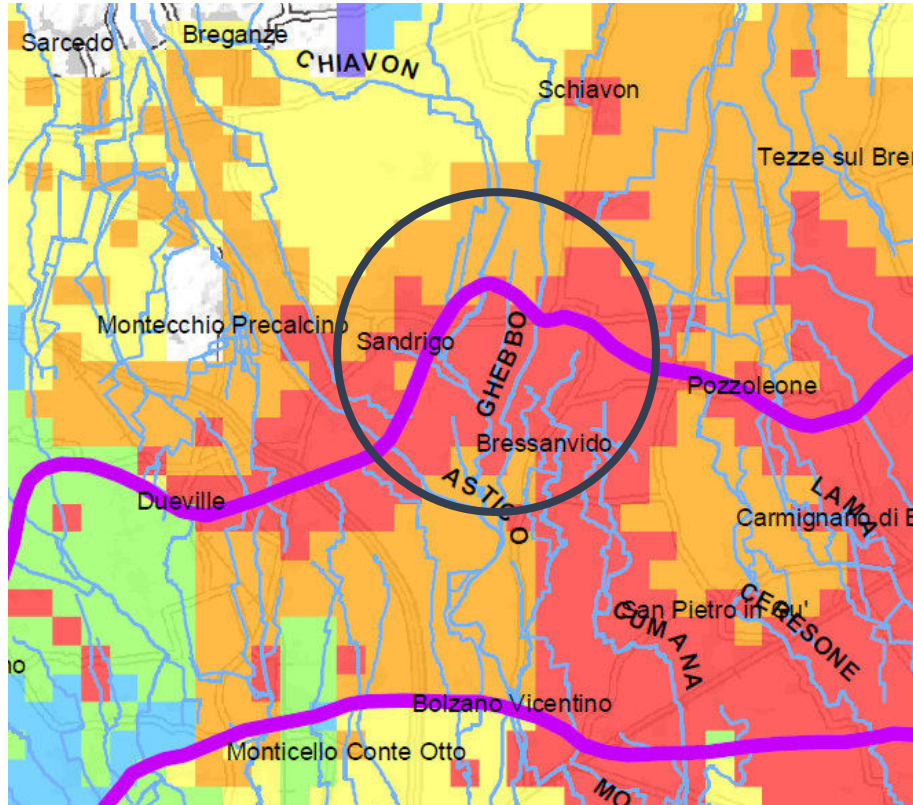 Sarcedo
Breganze
CHIAVON
Schiavon
Tezze sul Bren
Montecchio Precalcino
Sandrigo
GHEBBO
Pozzoleone
Bressanvido
Dueville
ASTICO
LAMA
Carmignano di B
CERESONE
San Pietro in Gu'
CUMANA
no
Bolzano Vicentino
Monticello Conte Otto
MO